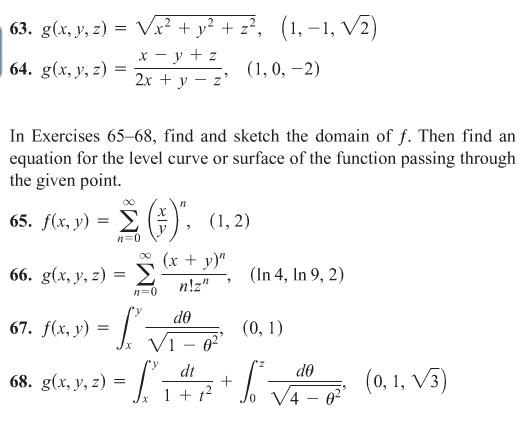 63. g(x, y, z) = √(x² + y² + z²), (1, −1, √2)
64. g(x, y, z) = (x − y + z)/(2x + y − z), (1, 0, −2)
In Exercises 65–68, find and sketch the domain of f. Then find an
equation for the level curve or surface of the function passing through
the given point.
65. f(x, y) = ∑_{n=0}^{∞} (x/y)ⁿ, (1, 2)
66. g(x, y, z) = ∑_{n=0}^{∞} (x + y)ⁿ/(n!zⁿ), (ln 4, ln 9, 2)
67. f(x, y) = ∫_x^y dθ/√(1 − θ²), (0, 1)
68. g(x, y, z) = ∫_x^y dt/(1 + t²) + ∫_0^z dθ/√(4 − θ²), (0, 1, √3)